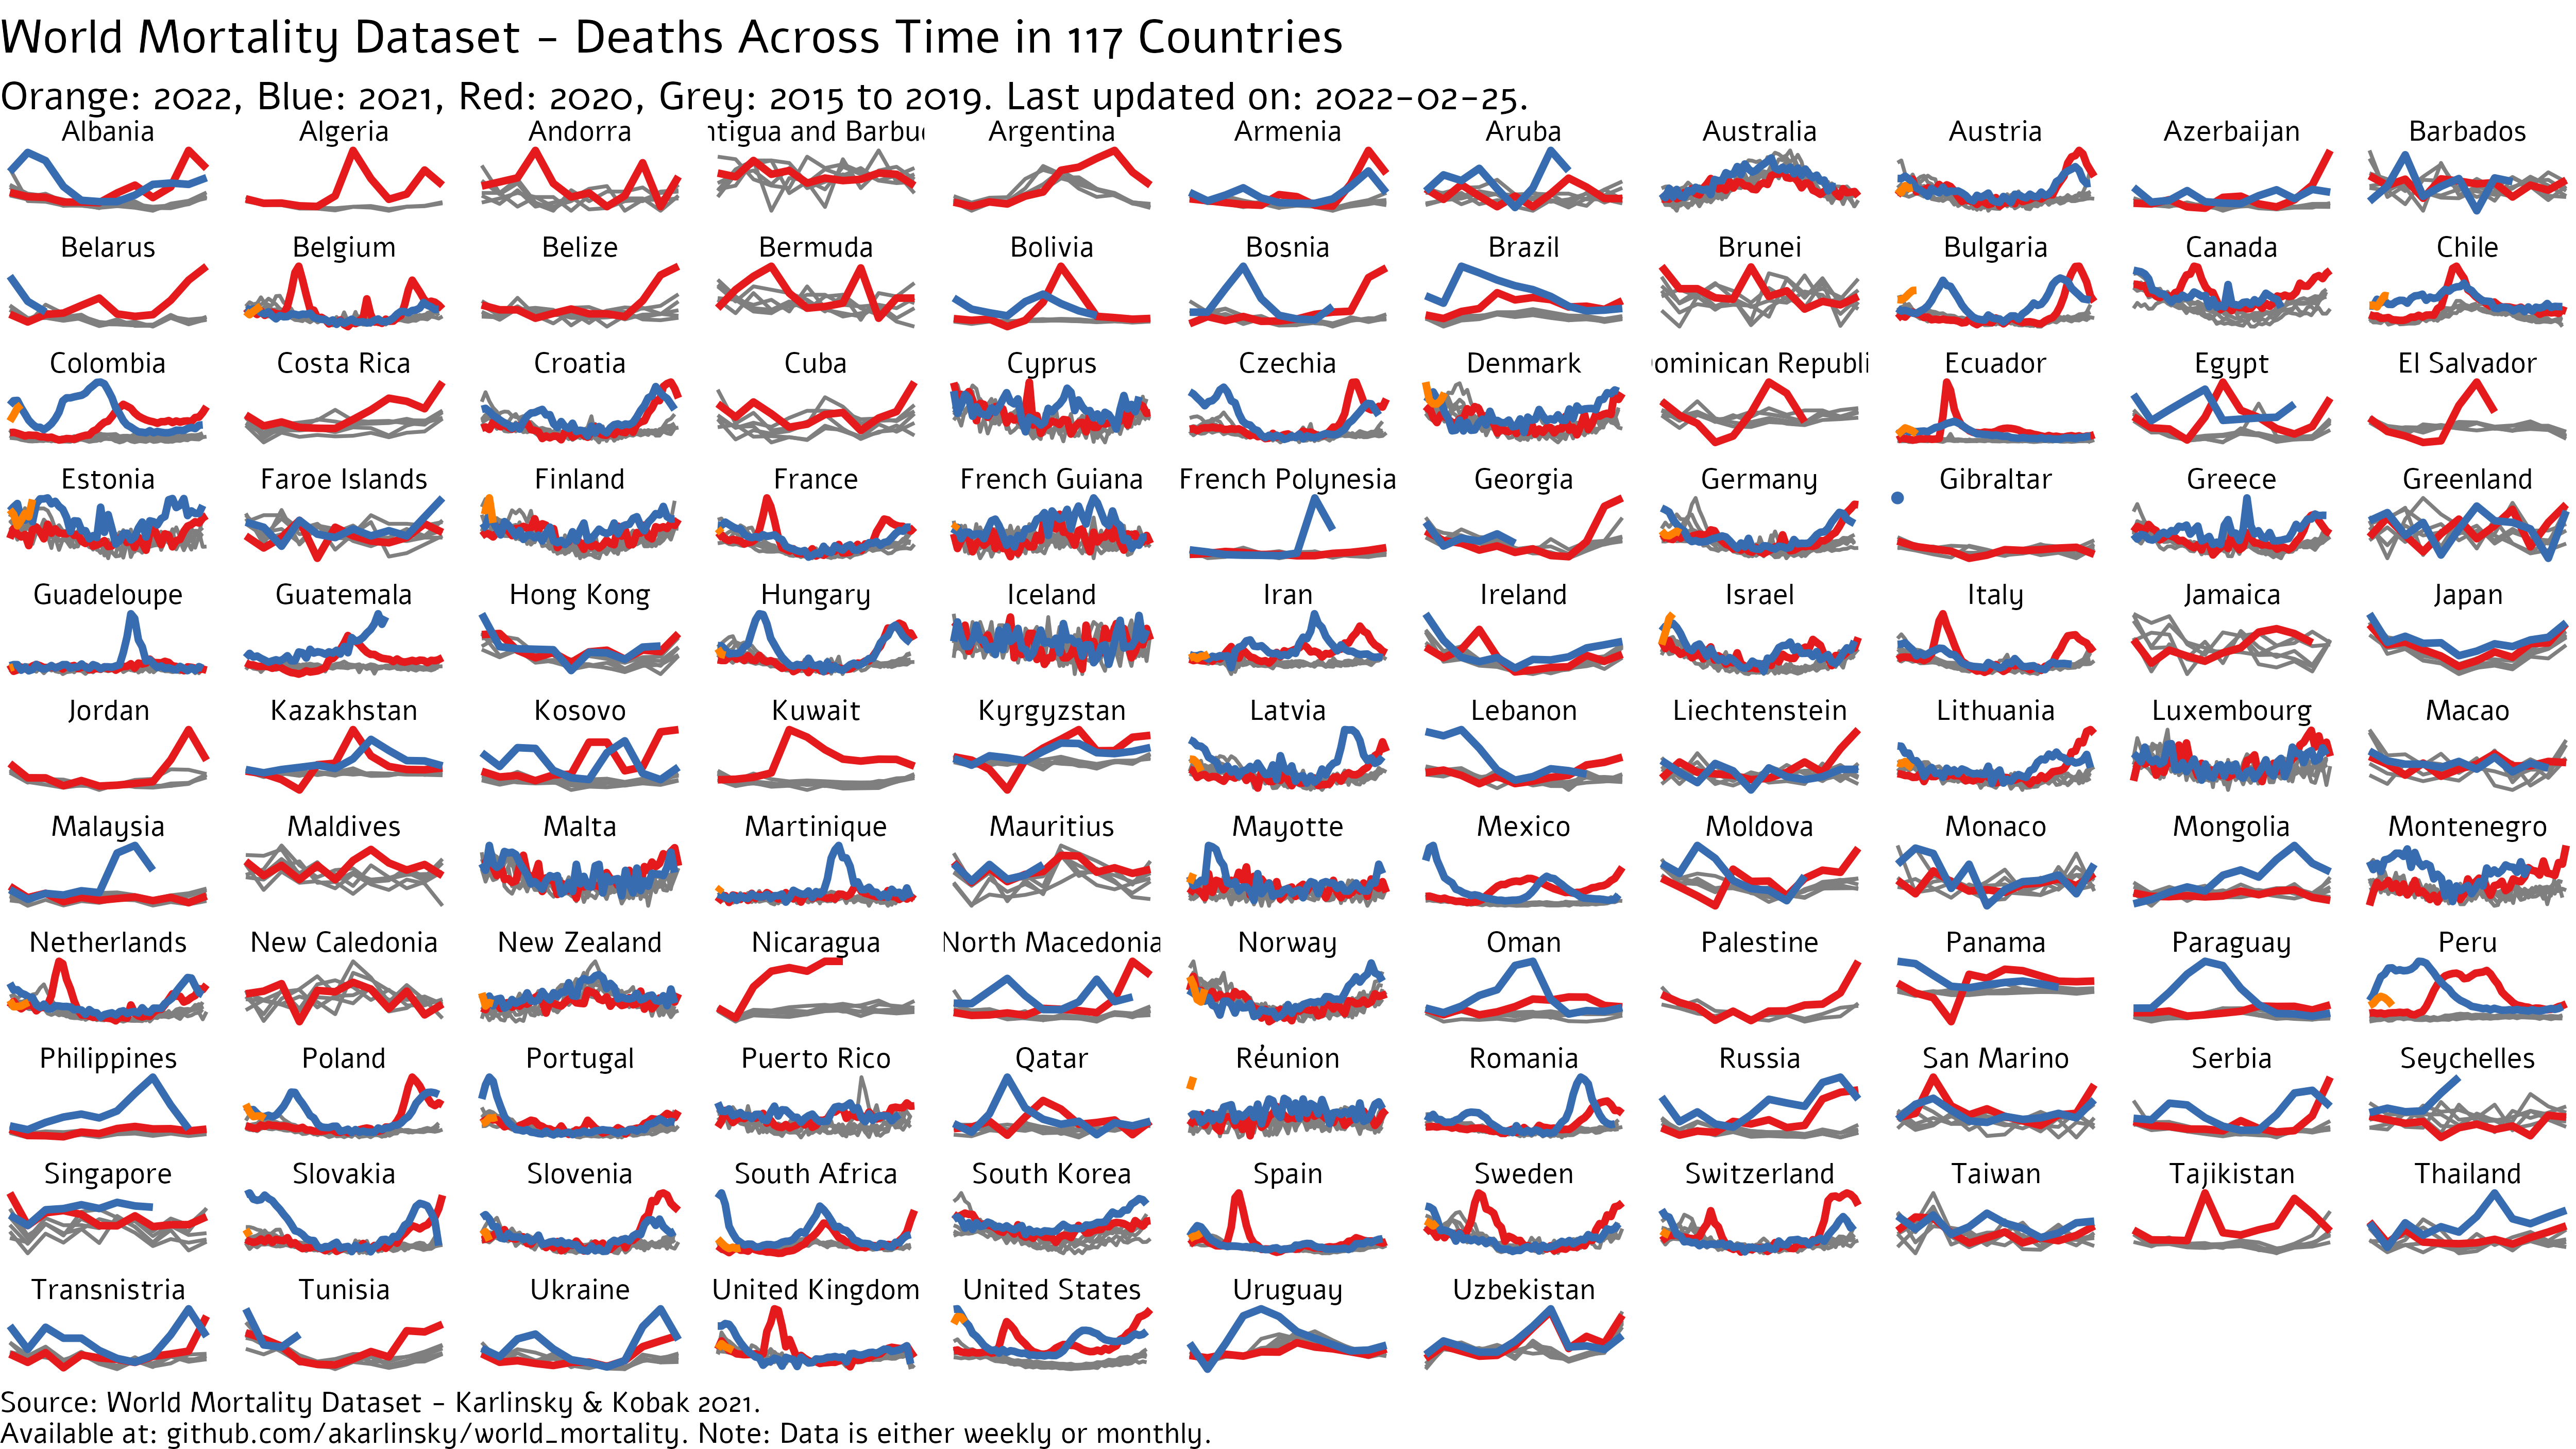 World Mortality Dataset - Deaths Across Time in 117 Countries
Orange: 2022, Blue: 2021, Red: 2020, Grey: 2015 to 2019. Last updated on: 2022-02-25.
Albania Algeria Andorra ntigua and Barbu Argentina Armenia Aruba Australia Austria Azerbaijan Barbados
Belarus Belgium Belize Bermuda Bolivia Bosnia Brazil Brunei Bulgaria Canada Chile
Colombia Costa Rica Croatia Cuba Cyprus Czechia Denmark ominican Republi Ecuador Egypt El Salvador
Estonia Faroe Islands Finland France French Guiana French Polynesia Georgia Germany Gibraltar Greece Greenland
Guadeloupe Guatemala Hong Kong Hungary Iceland Iran Ireland Israel Italy Jamaica Japan
Jordan Kazakhstan Kosovo Kuwait Kyrgyzstan Latvia Lebanon Liechtenstein Lithuania Luxembourg Macao
Malaysia Maldives Malta Martinique Mauritius Mayotte Mexico Moldova Monaco Mongolia Montenegro
Netherlands New Caledonia New Zealand Nicaragua North Macedonia Norway Oman Palestine Panama Paraguay Peru
Philippines Poland Portugal Puerto Rico Qatar Réunion Romania Russia San Marino Serbia Seychelles
Singapore Slovakia Slovenia South Africa South Korea Spain Sweden Switzerland Taiwan Tajikistan Thailand
Transnistria Tunisia Ukraine United Kingdom United States Uruguay Uzbekistan
Source: World Mortality Dataset - Karlinsky & Kobak 2021.
Available at: github.com/akarlinsky/world_mortality. Note: Data is either weekly or monthly.